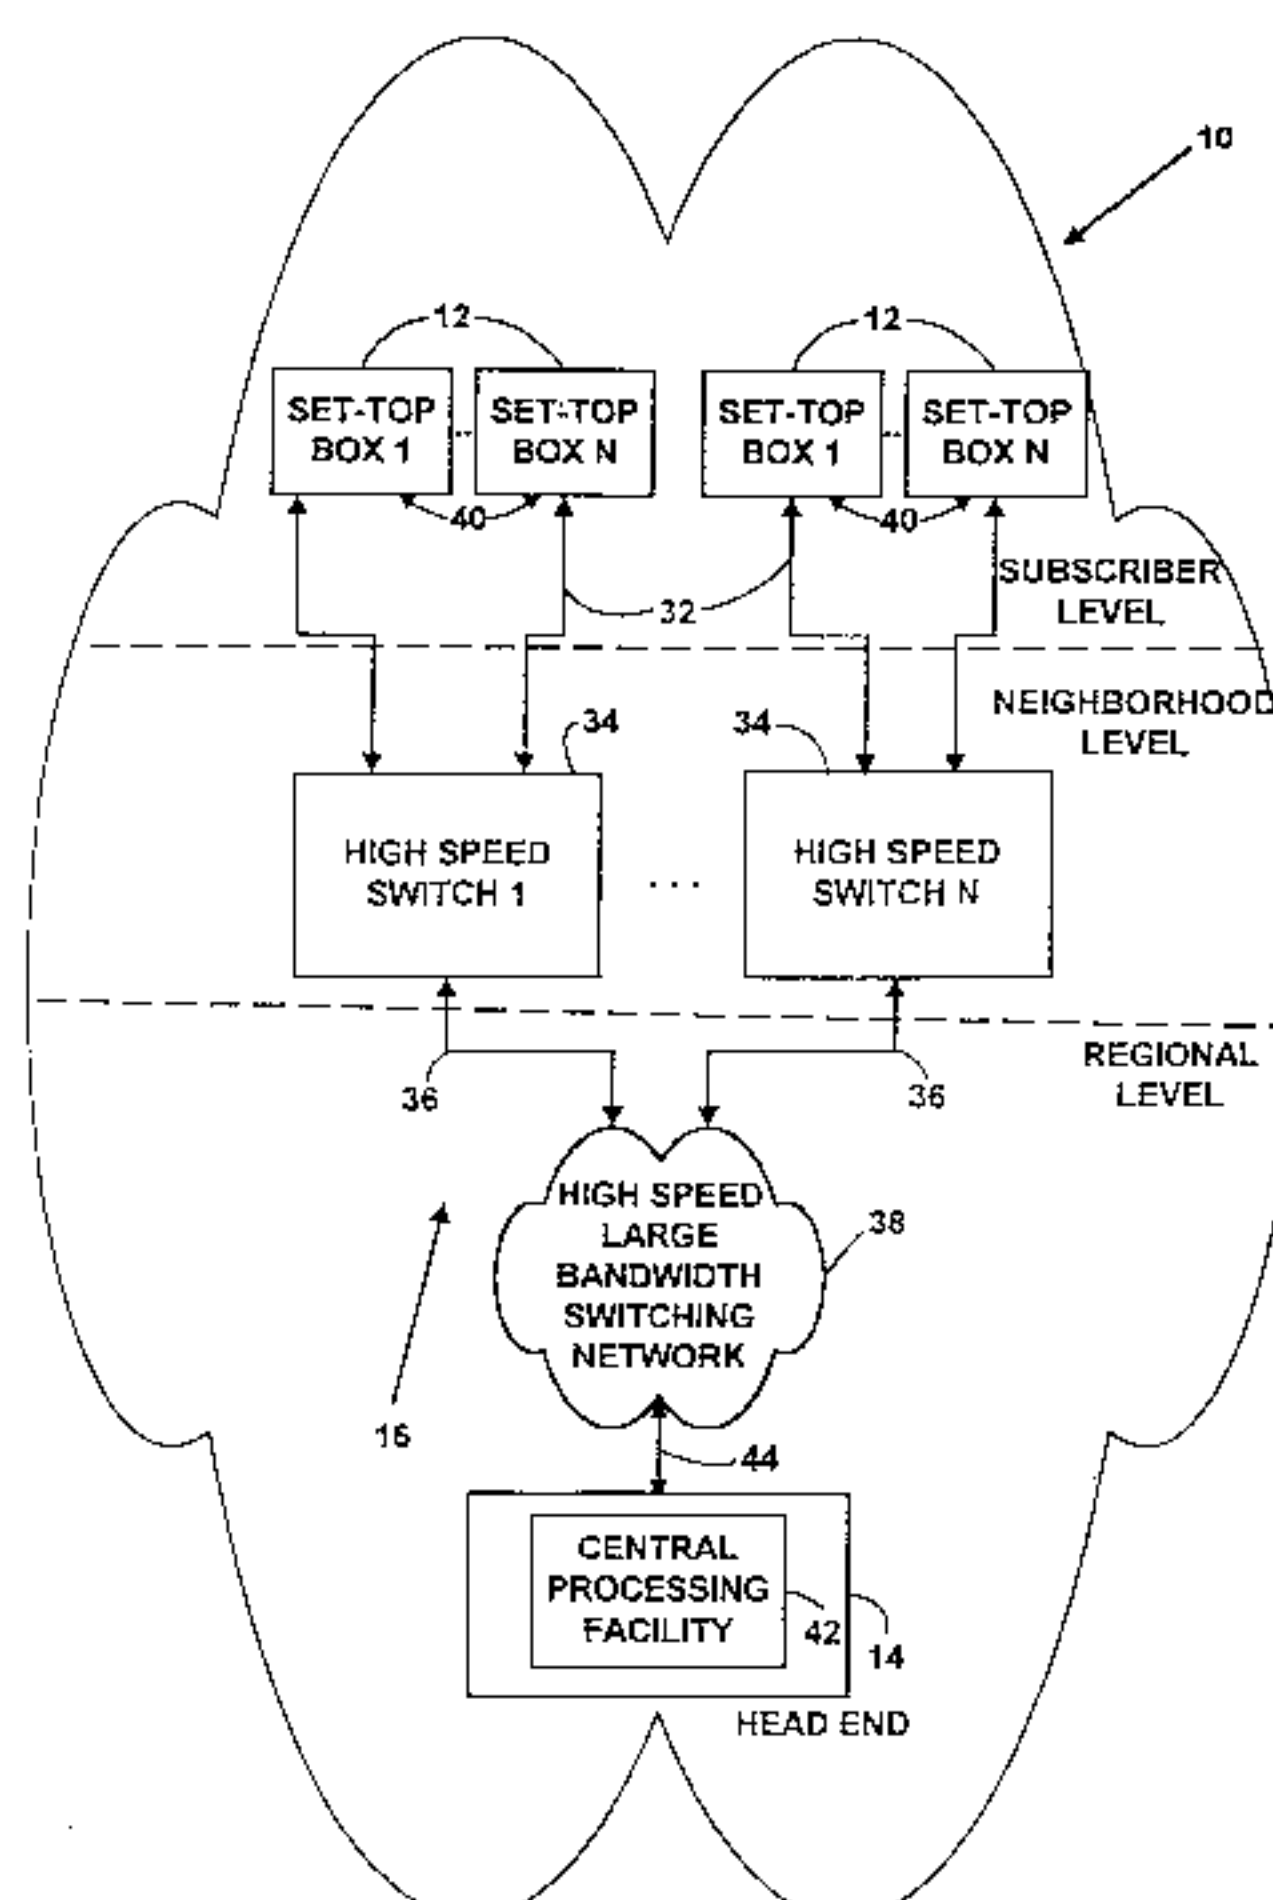 10
12
12
SET-TOP
BOX 1
SET-TOP
BOX N
SET-TOP
BOX 1
SET-TOP
BOX N
40
40
SUBSCRIBER
LEVEL
32
NEIGHBORHOOD
LEVEL
34
34
HIGH SPEED
SWITCH 1
...
HIGH SPEED
SWITCH N
REGIONAL
LEVEL
36
36
HIGH SPEED
LARGE
BANDWIDTH
SWITCHING
NETWORK
38
16
44
CENTRAL
PROCESSING
FACILITY
42
14
HEAD END